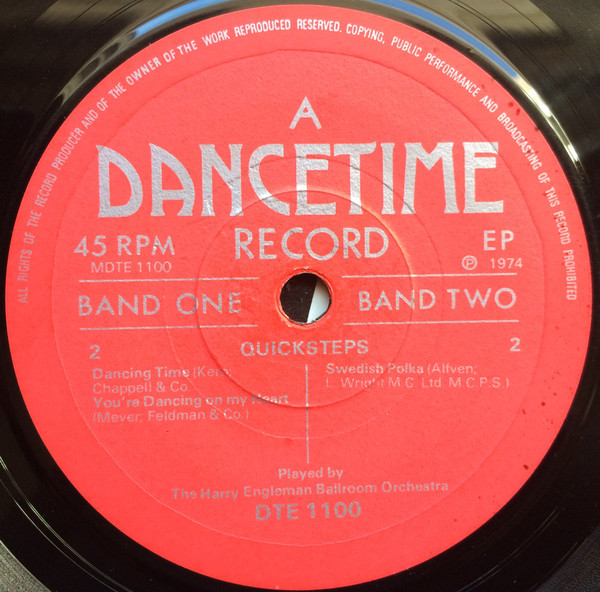 ALL RIGHTS OF THE RECORD PRODUCER AND OF THE OWNER OF THE WORK REPRODUCED RESERVED. COPYING, PUBLIC PERFORMANCE AND BROADCASTING OF THIS RECORD PROHIBITED
A
DANCETIME
45 RPM RECORD EP
MDTE 1100 ℗ 1974
BAND ONE BAND TWO
2 QUICKSTEPS 2
Dancing Time (Kern;
Chappell & Co.
You're Dancing on my Heart
(Meyer; Feldman & Co.)
Swedish Polka (Alfven;
L. Wright M.C. Ltd. M.C.P.S.)
Played by
The Harry Engleman Ballroom Orchestra
DTE 1100